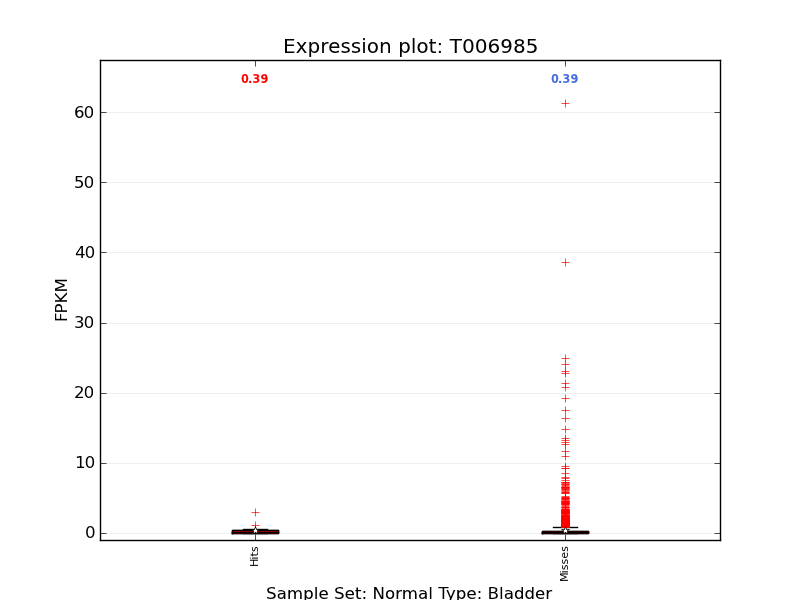 Expression plot: T006985
0.39
0.39
60
50
40
30
20
10
0
FPKM
Hits
Misses
Sample Set: Normal Type: Bladder